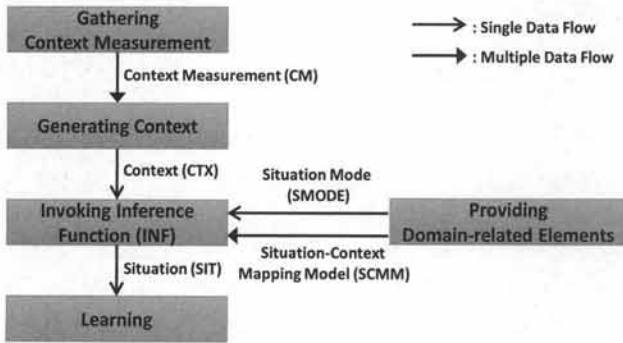 Gathering
Context Measurement
: Single Data Flow
: Multiple Data Flow
Context Measurement (CM)
Generating Context
Context (CTX)
Situation Mode
(SMODE)
Invoking Inference
Function (INF)
Providing
Domain-related Elements
Situation (SIT)
Situation-Context
Mapping Model (SCMM)
Learning